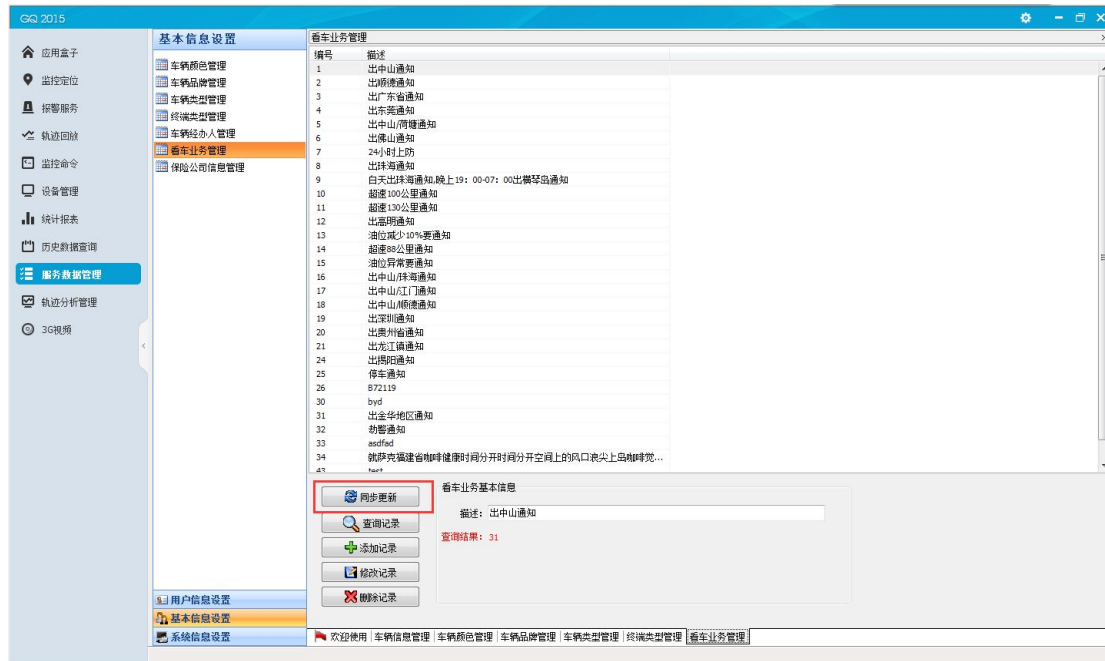 GQ 2015
应用盒子
监控定位
报警服务
轨迹回放
监控命令
设备管理
统计报表
历史数据查询
服务数据管理
轨迹分析管理
3G视频
基本信息设置
车辆颜色管理
车辆品牌管理
车辆类型管理
终端类型管理
车辆经办人管理
看车业务管理
保险公司信息管理
用户信息设置
基本信息设置
系统信息设置
看车业务管理
编号 描述
1 出中山通知
2 出顺德通知
3 出广东省通知
4 出东莞通知
5 出中山/荷塘通知
6 出佛山通知
7 24小时上防
8 出珠海通知
9 白天出珠海通知,晚上19：00-07：00出横琴岛通知
10 超速100公里通知
11 超速130公里通知
12 出高明通知
13 油位减少10%要通知
14 超速88公里通知
15 油位异常要通知
16 出中山/珠海通知
17 出中山/江门通知
18 出中山/顺德通知
19 出深圳通知
20 出贵州省通知
21 出龙江镇通知
24 出揭阳通知
25 停车通知
26 B72119
30 byd
31 出金华地区通知
32 劫警通知
33 asdfad
34 就萨克福建省咖啡健康时间分开时间分开空间上的风口浪尖上岛咖啡觉...
43 test
同步更新
查询记录
添加记录
修改记录
删除记录
看车业务基本信息
描述： 出中山通知
查询结果： 31
欢迎使用 车辆信息管理 车辆颜色管理 车辆品牌管理 车辆类型管理 终端类型管理 看车业务管理